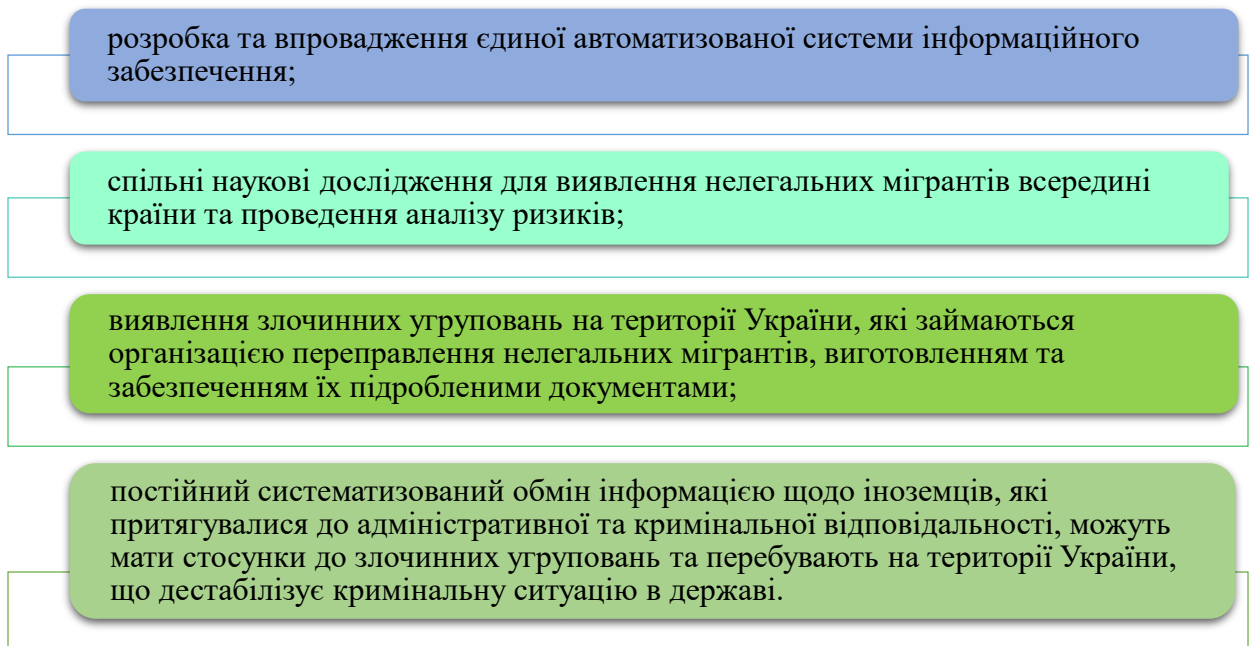 розробка та впровадження єдиної автоматизованої системи інформаційного
забезпечення;
спільні наукові дослідження для виявлення нелегальних мігрантів всередині
країни та проведення аналізу ризиків;
виявлення злочинних угруповань на території України, які займаються
організацією переправлення нелегальних мігрантів, виготовленням та
забезпеченням їх підробленими документами;
постійний систематизований обмін інформацією щодо іноземців, які
притягувалися до адміністративної та кримінальної відповідальності, можуть
мати стосунки до злочинних угруповань та перебувають на території України,
що дестабілізує кримінальну ситуацію в державі.